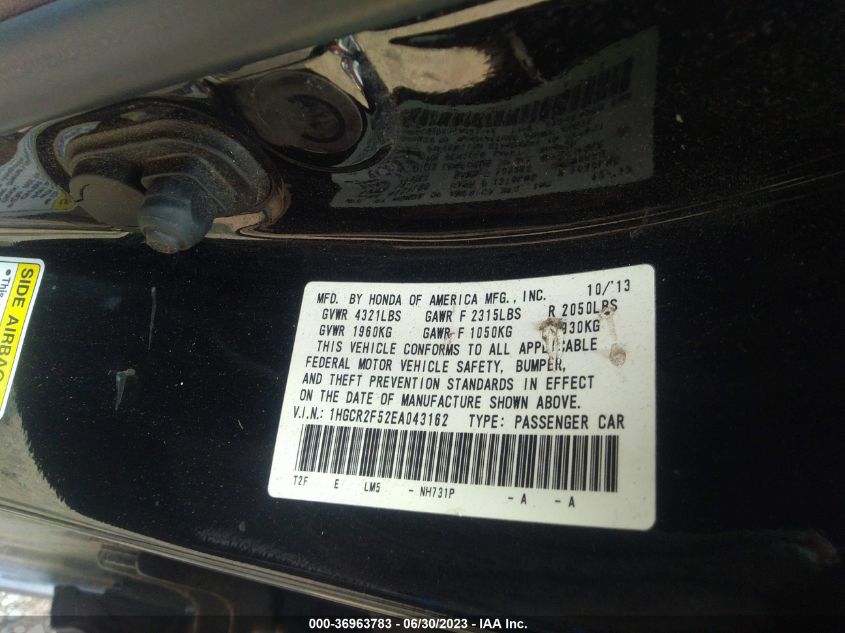 MFD. BY HONDA OF AMERICA MFG., INC. 10/'13
GVWR 4321LBS GAWR F 2315LBS R 2050LBS
GVWR 1960KG GAWR F 1050KG 930KG
THIS VEHICLE CONFORMS TO ALL APPLICABLE
FEDERAL MOTOR VEHICLE SAFETY, BUMPER,
AND THEFT PREVENTION STANDARDS IN EFFECT
ON THE DATE OF MANUFACTURE SHOWN ABOVE.
V.I.N.: 1HGCR2F52EA043162 TYPE: PASSENGER CAR
T2F E LM5 - NH731P - A - A
SIDE AIRBAG
•This
000-36963783 / 06/30/2023 / IAA Inc.